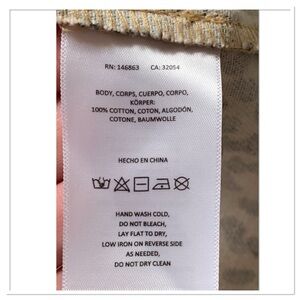 RN: 146863 CA: 32054
BODY, CORPS, CUERPO, CORPO,
KÖRPER:
100% COTTON, COTON, ALGODÓN,
COTONE, BAUMWOLLE
HECHO EN CHINA
HAND WASH COLD,
DO NOT BLEACH,
LAY FLAT TO DRY,
LOW IRON ON REVERSE SIDE
AS NEEDED,
DO NOT DRY CLEAN